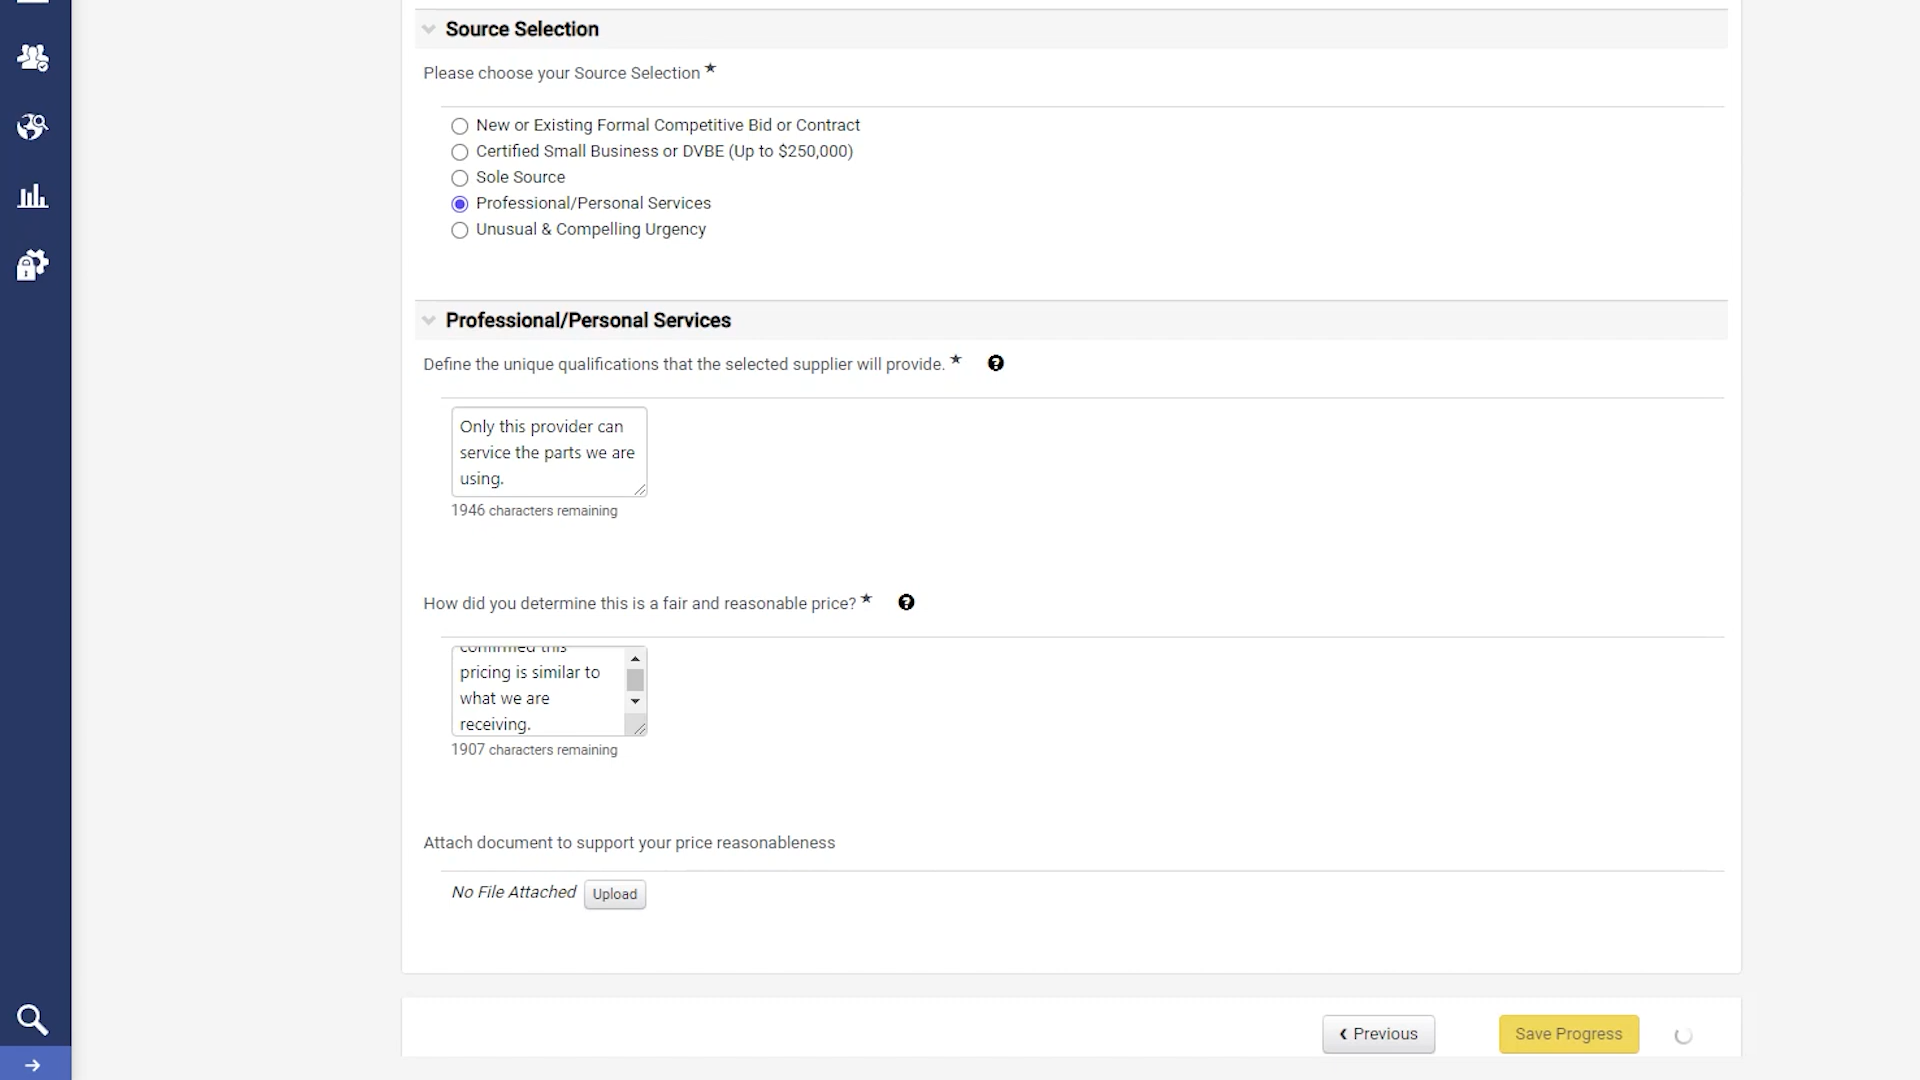 Source Selection
Please choose your Source Selection ★
New or Existing Formal Competitive Bid or Contract
Certified Small Business or DVBE (Up to $250,000)
Sole Source
Professional/Personal Services
Unusual & Compelling Urgency
Professional/Personal Services
Define the unique qualifications that the selected supplier will provide. ★
Only this provider can
service the parts we are
using.
1946 characters remaining
How did you determine this is a fair and reasonable price? ★
confirmed this
pricing is similar to
what we are
receiving.
1907 characters remaining
Attach document to support your price reasonableness
No File Attached Upload
Previous Save Progress